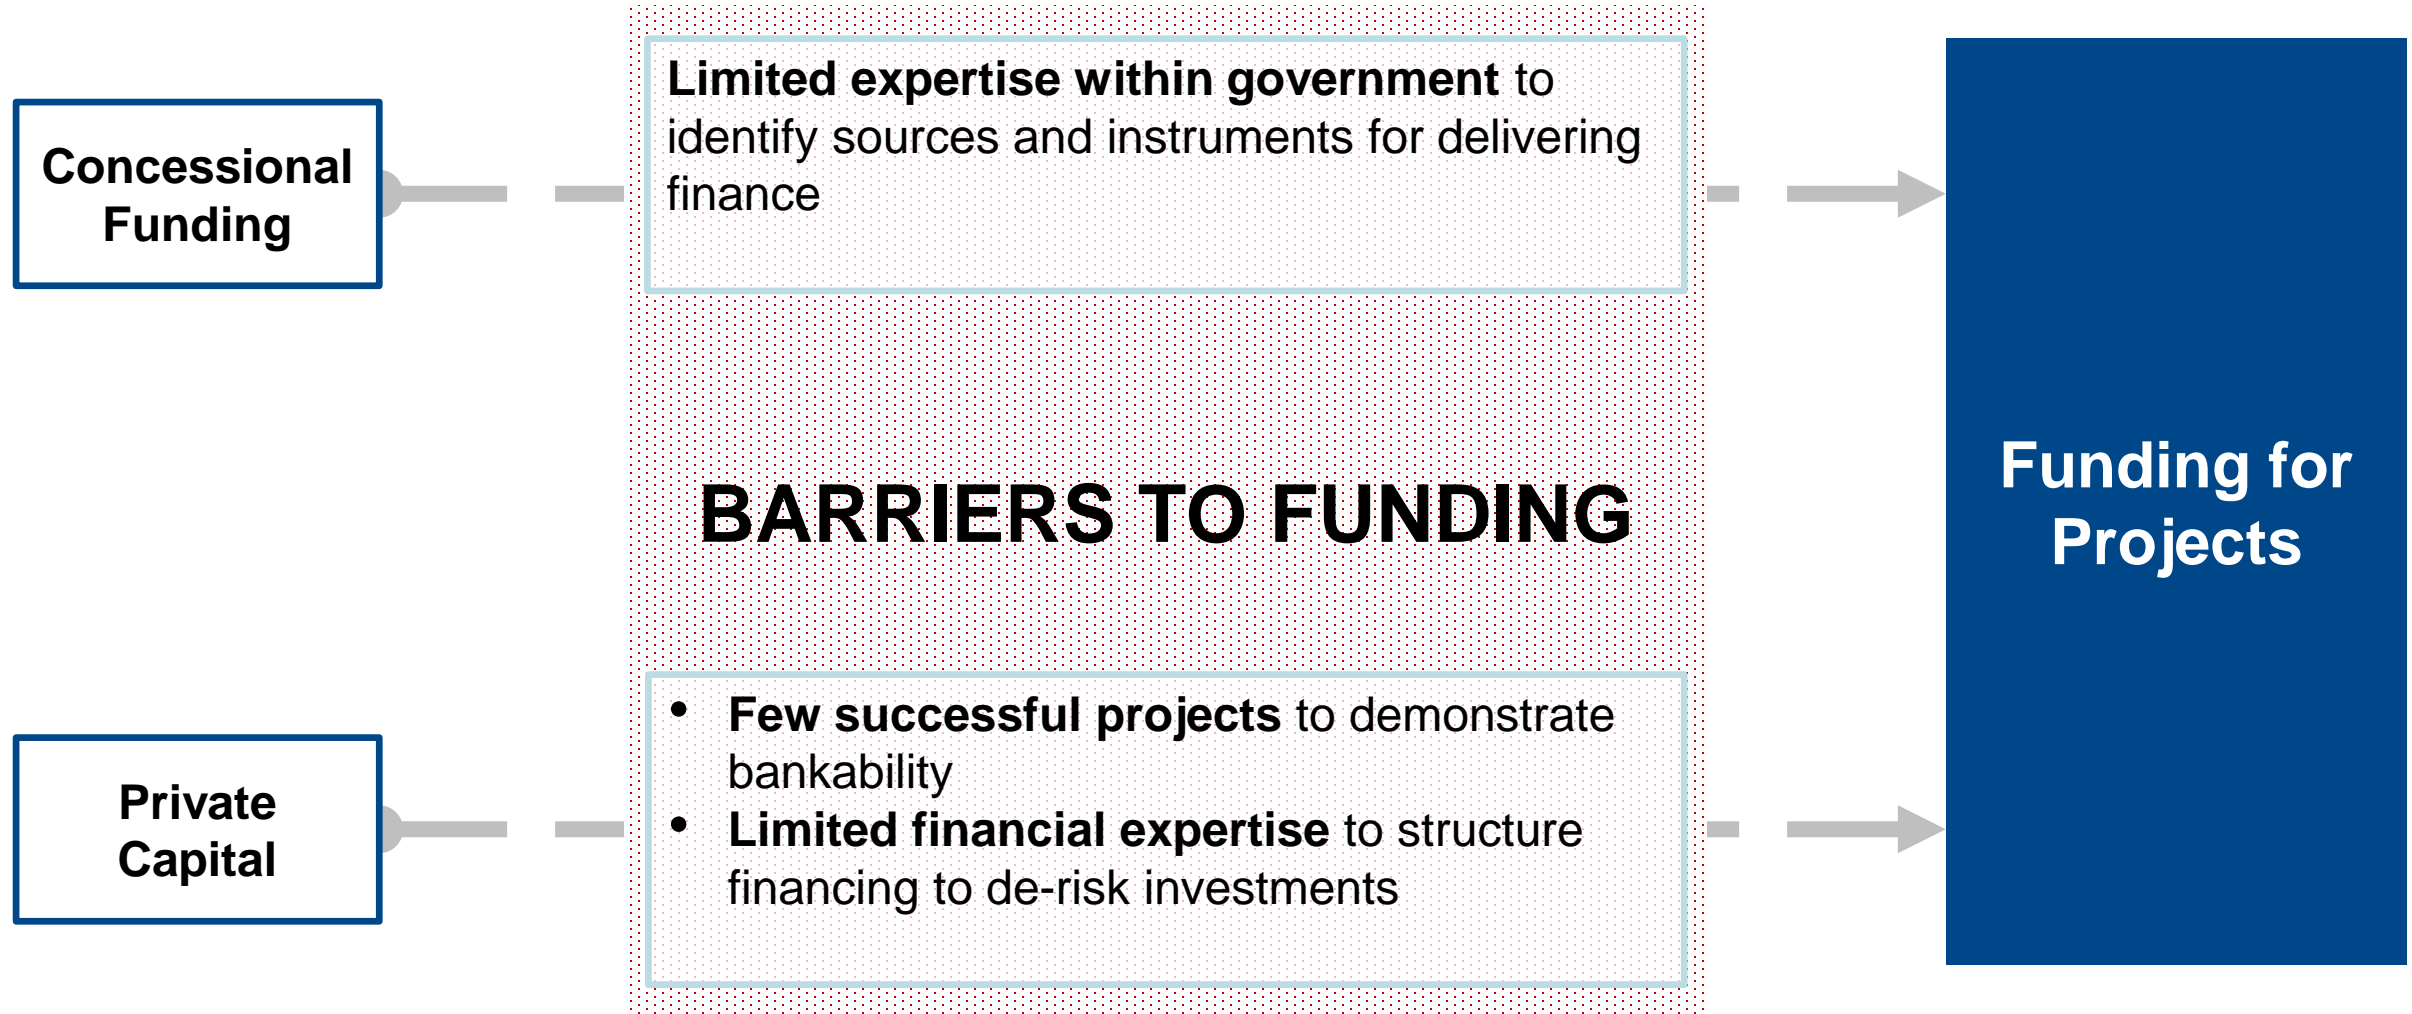 Concessional
Funding
Limited expertise within government to
identify sources and instruments for delivering
finance
BARRIERS TO FUNDING
Funding for
Projects
Private
Capital
• Few successful projects to demonstrate
bankability
• Limited financial expertise to structure
financing to de-risk investments